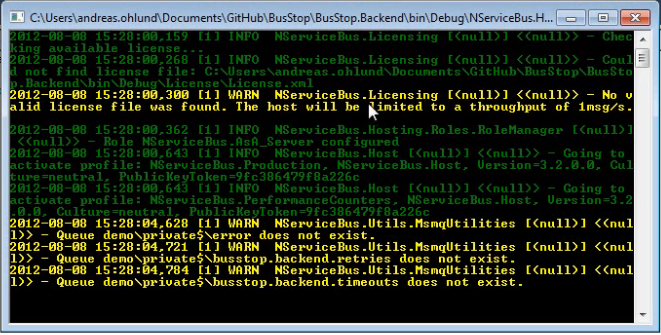 C:\Users\andreas.ohlund\Documents\GitHub\BusStop\BusStop.Backend\bin\Debug\NServiceBus.H...
2012-08-08 15:28:00,159 [1] INFO  NServiceBus.Licensing [(null)] <(null)> - Chec
king available license...
2012-08-08 15:28:00,268 [1] INFO  NServiceBus.Licensing [(null)] <(null)> - Coul
d not find license file: C:\Users\andreas.ohlund\Documents\GitHub\BusStop\BusSto
p.Backend\bin\Debug\License\License.xml
2012-08-08 15:28:00,300 [1] WARN  NServiceBus.Licensing [(null)] <(null)> - No v
alid license file was found. The host will be limited to a throughput of 1msg/s.
2012-08-08 15:28:00,362 [1] INFO  NServiceBus.Hosting.Roles.RoleManager [(null)]
<(null)> - Role NServiceBus.AsA_Server configured
2012-08-08 15:28:00,643 [1] INFO  NServiceBus.Host [(null)] <(null)> - Going to
activate profile: NServiceBus.Production, NServiceBus.Host, Version=3.2.0.0, Cul
ture=neutral, PublicKeyToken=9fc386479f8a226c
2012-08-08 15:28:00,643 [1] INFO  NServiceBus.Host [(null)] <(null)> - Going to
activate profile: NServiceBus.PerformanceCounters, NServiceBus.Host, Version=3.2
.0.0, Culture=neutral, PublicKeyToken=9fc386479f8a226c
2012-08-08 15:28:04,628 [1] WARN  NServiceBus.Utils.MsmqUtilities [(null)] <(nul
l)> - Queue demo\private$\error does not exist.
2012-08-08 15:28:04,721 [1] WARN  NServiceBus.Utils.MsmqUtilities [(null)] <(nul
l)> - Queue demo\private$\busstop.backend.retries does not exist.
2012-08-08 15:28:04,784 [1] WARN  NServiceBus.Utils.MsmqUtilities [(null)] <(nul
l)> - Queue demo\private$\busstop.backend.timeouts does not exist.